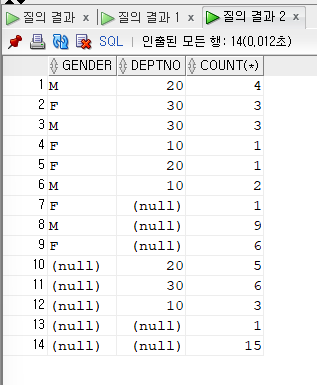 질의 결과 × 질의 결과 1 × 질의 결과 2 ×
SQL | 인출된 모든 행: 14(0,012초)
GENDER DEPTNO COUNT(*)
1 M 20 4
2 F 30 3
3 M 30 3
4 F 10 1
5 F 20 1
6 M 10 2
7 F (null) 1
8 M (null) 9
9 F (null) 6
10 (null) 20 5
11 (null) 30 6
12 (null) 10 3
13 (null) (null) 1
14 (null) (null) 15